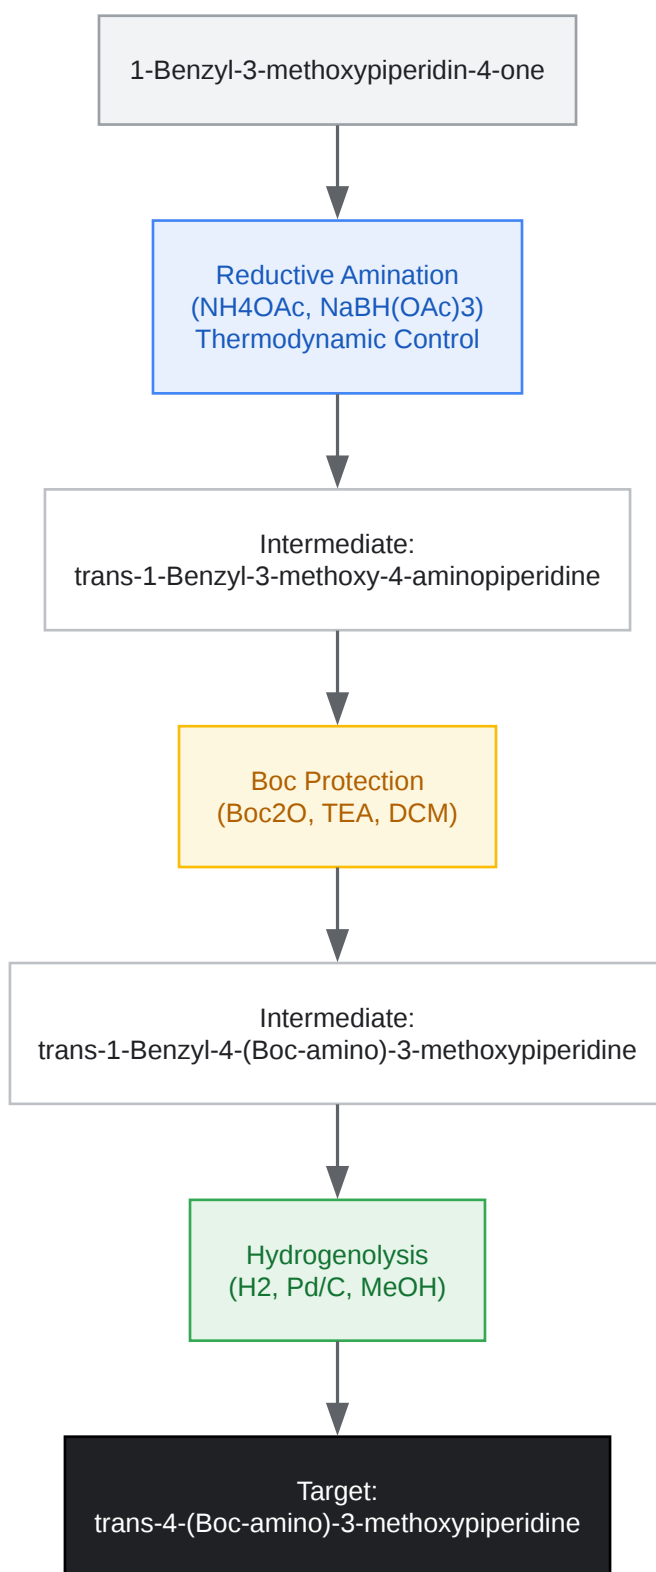 1-Benzyl-3-methoxypiperidin-4-one
Reductive Amination
(NH4OAc, NaBH(OAc)3)
Thermodynamic Control
Intermediate:
trans-1-Benzyl-3-methoxy-4-aminopiperidine
Boc Protection
(Boc2O, TEA, DCM)
Intermediate:
trans-1-Benzyl-4-(Boc-amino)-3-methoxypiperidine
Hydrogenolysis
(H2, Pd/C, MeOH)
Target:
trans-4-(Boc-amino)-3-methoxypiperidine